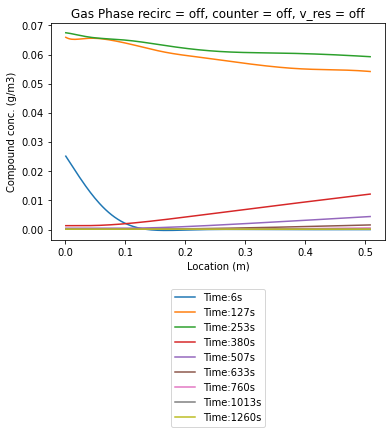 Gas Phase recirc = off, counter = off, v_res = off
0.07
0.06
0.05
0.04
0.03
0.02
0.01
0.00
Compound conc. (g/m3)
0.0 0.1 0.2 0.3 0.4 0.5
Location (m)
Time:6s
Time:127s
Time:253s
Time:380s
Time:507s
Time:633s
Time:760s
Time:1013s
Time:1260s